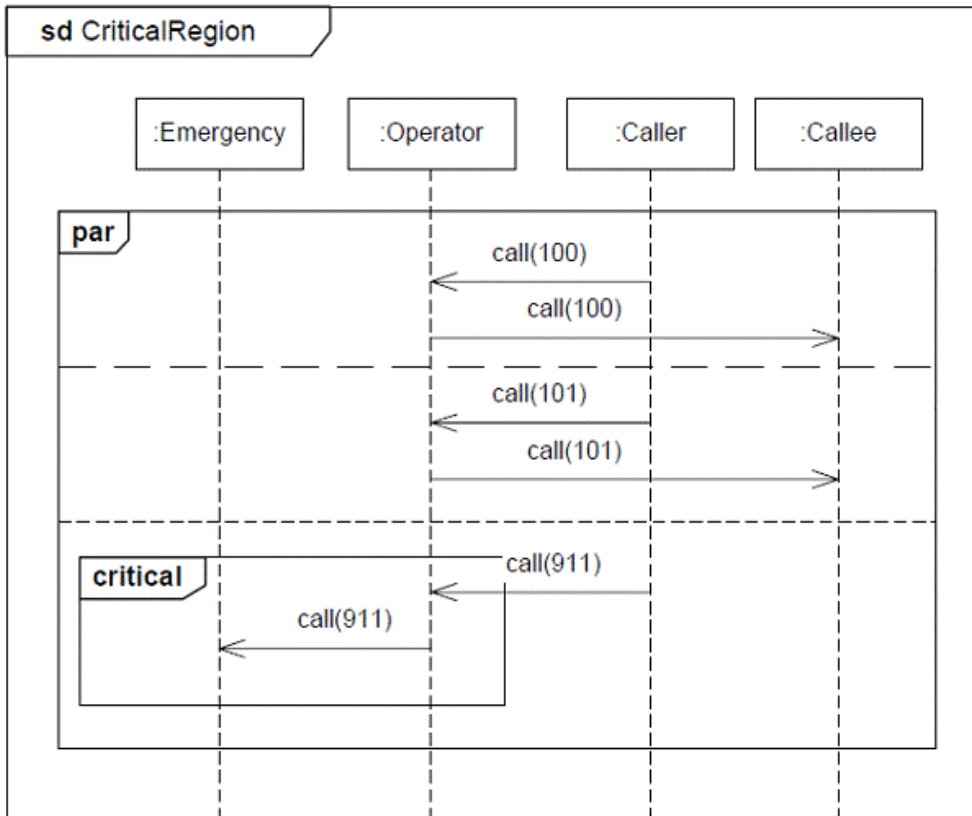 sd CriticalRegion
:Emergency
:Operator
:Caller
:Callee
par
call(100)
call(100)
call(101)
call(101)
critical
call(911)
call(911)